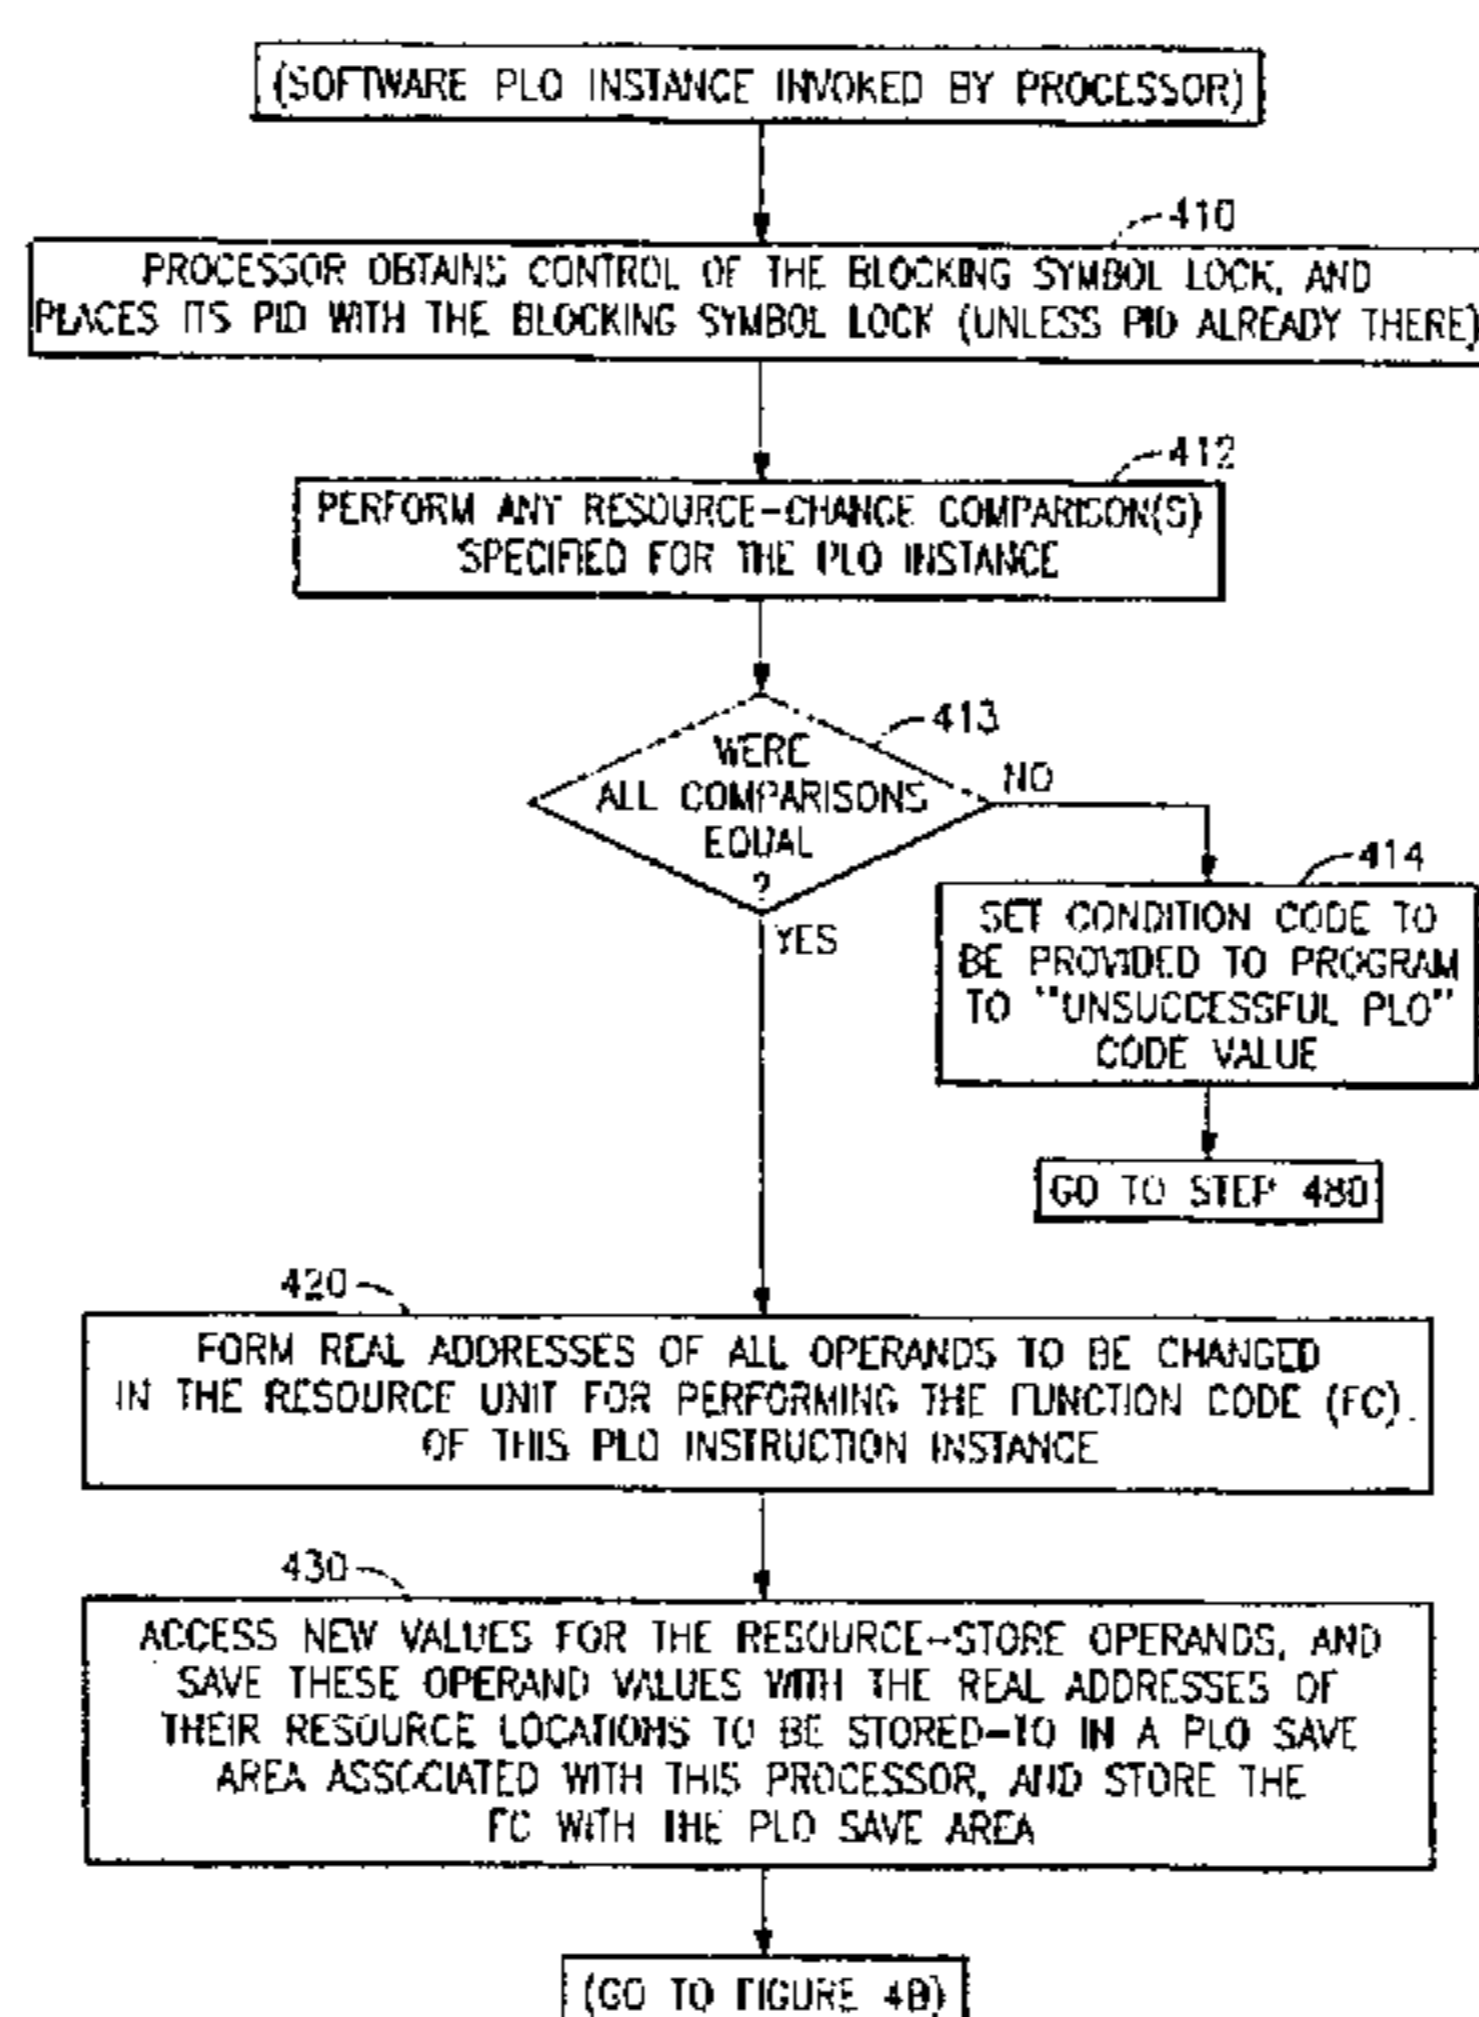 (SOFTWARE PLO INSTANCE INVOKED BY PROCESSOR)
410
PROCESSOR OBTAINS CONTROL OF THE BLOCKING SYMBOL LOCK, AND
PLACES ITS PID WITH THE BLOCKING SYMBOL LOCK (UNLESS PID ALREADY THERE)
412
PERFORM ANY RESOURCE-CHANGE COMPARISON(S)
SPECIFIED FOR THE PLO INSTANCE
413
WERE
ALL COMPARISONS
EQUAL
?
NO
YES
414
SET CONDITION CODE TO
BE PROVIDED TO PROGRAM
TO "UNSUCCESSFUL PLO"
CODE VALUE
GO TO STEP 480
420
FORM REAL ADDRESSES OF ALL OPERANDS TO BE CHANGED
IN THE RESOURCE UNIT FOR PERFORMING THE FUNCTION CODE (FC)
OF THIS PLO INSTRUCTION INSTANCE
430
ACCESS NEW VALUES FOR THE RESOURCE-STORE OPERANDS, AND
SAVE THESE OPERAND VALUES WITH THE REAL ADDRESSES OF
THEIR RESOURCE LOCATIONS TO BE STORED-TO IN A PLO SAVE
AREA ASSOCIATED WITH THIS PROCESSOR, AND STORE THE
FC WITH THE PLO SAVE AREA
(GO TO FIGURE 4B)